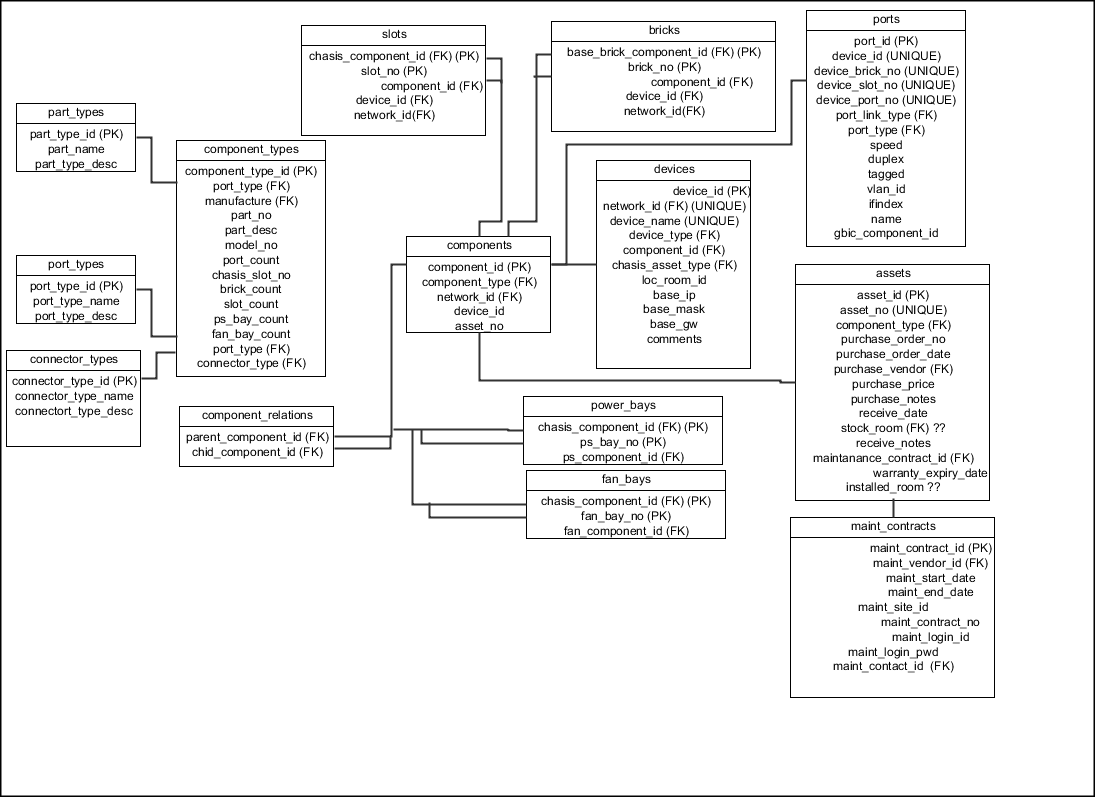 slots
chasis_component_id (FK) (PK)
slot_no (PK)
component_id (FK)
device_id (FK)
network_id(FK)
bricks
base_brick_component_id (FK) (PK)
brick_no (PK)
component_id (FK)
device_id (FK)
network_id(FK)
ports
port_id (PK)
device_id (UNIQUE)
device_brick_no (UNIQUE)
device_slot_no (UNIQUE)
device_port_no (UNIQUE)
port_link_type (FK)
port_type (FK)
speed
duplex
tagged
vlan_id
ifindex
name
gbic_component_id
part_types
part_type_id (PK)
part_name
part_type_desc
component_types
component_type_id (PK)
port_type (FK)
manufacture (FK)
part_no
part_desc
model_no
port_count
chasis_slot_no
brick_count
slot_count
ps_bay_count
fan_bay_count
port_type (FK)
connector_type (FK)
devices
device_id (PK)
network_id (FK) (UNIQUE)
device_name (UNIQUE)
device_type (FK)
component_id (FK)
chasis_asset_type (FK)
loc_room_id
base_ip
base_mask
base_gw
comments
port_types
port_type_id (PK)
port_type_name
port_type_desc
components
component_id (PK)
component_type (FK)
network_id (FK)
device_id
asset_no
assets
asset_id (PK)
asset_no (UNIQUE)
component_type (FK)
purchase_order_no
purchase_order_date
purchase_vendor (FK)
purchase_price
purchase_notes
receive_date
stock_room (FK) ??
receive_notes
maintanance_contract_id (FK)
warranty_expiry_date
installed_room ??
connector_types
connector_type_id (PK)
connector_type_name
connectort_type_desc
component_relations
parent_component_id (FK)
chid_component_id (FK)
power_bays
chasis_component_id (FK) (PK)
ps_bay_no (PK)
ps_component_id (FK)
fan_bays
chasis_component_id (FK) (PK)
fan_bay_no (PK)
fan_component_id (FK)
maint_contracts
maint_contract_id (PK)
maint_vendor_id (FK)
maint_start_date
maint_end_date
maint_site_id
maint_contract_no
maint_login_id
maint_login_pwd
maint_contact_id  (FK)